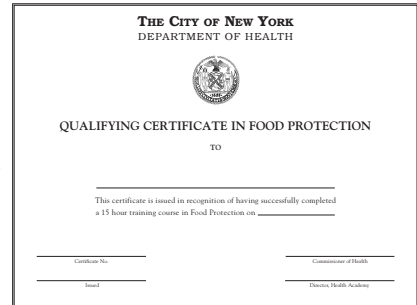 THE CITY OF NEW YORK
DEPARTMENT OF HEALTH
QUALIFYING CERTIFICATE IN FOOD PROTECTION
TO
This certificate is issued in recognition of having successfully completed
a 15 hour training course in Food Protection on
Certificate No.
Commissioner of Health
Issued
Director, Health Academy